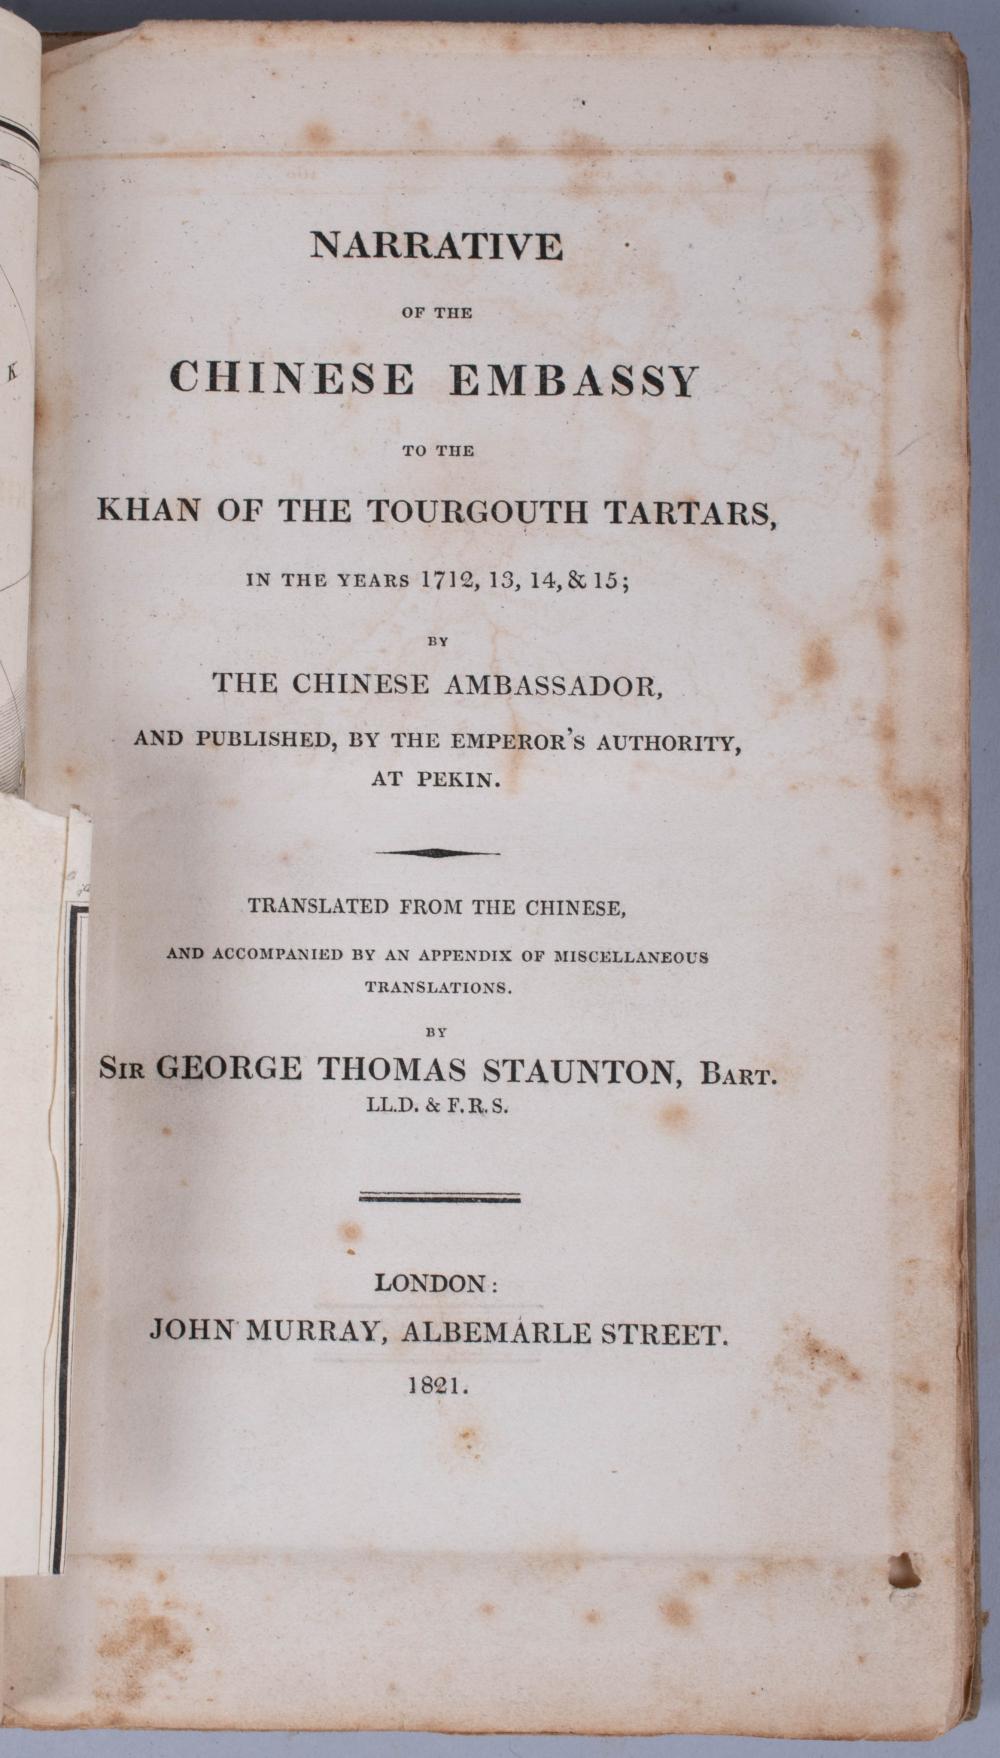 NARRATIVE
OF THE
CHINESE EMBASSY
TO THE
KHAN OF THE TOURGOUTH TARTARS,
IN THE YEARS 1712, 13, 14, & 15;
BY
THE CHINESE AMBASSADOR,
AND PUBLISHED, BY THE EMPEROR'S AUTHORITY,
AT PEKIN.
TRANSLATED FROM THE CHINESE,
AND ACCOMPANIED BY AN APPENDIX OF MISCELLANEOUS
TRANSLATIONS.
BY
SIR GEORGE THOMAS STAUNTON, BART.
LL.D. & F.R.S.
LONDON:
JOHN MURRAY, ALBEMARLE STREET.
1821.
K